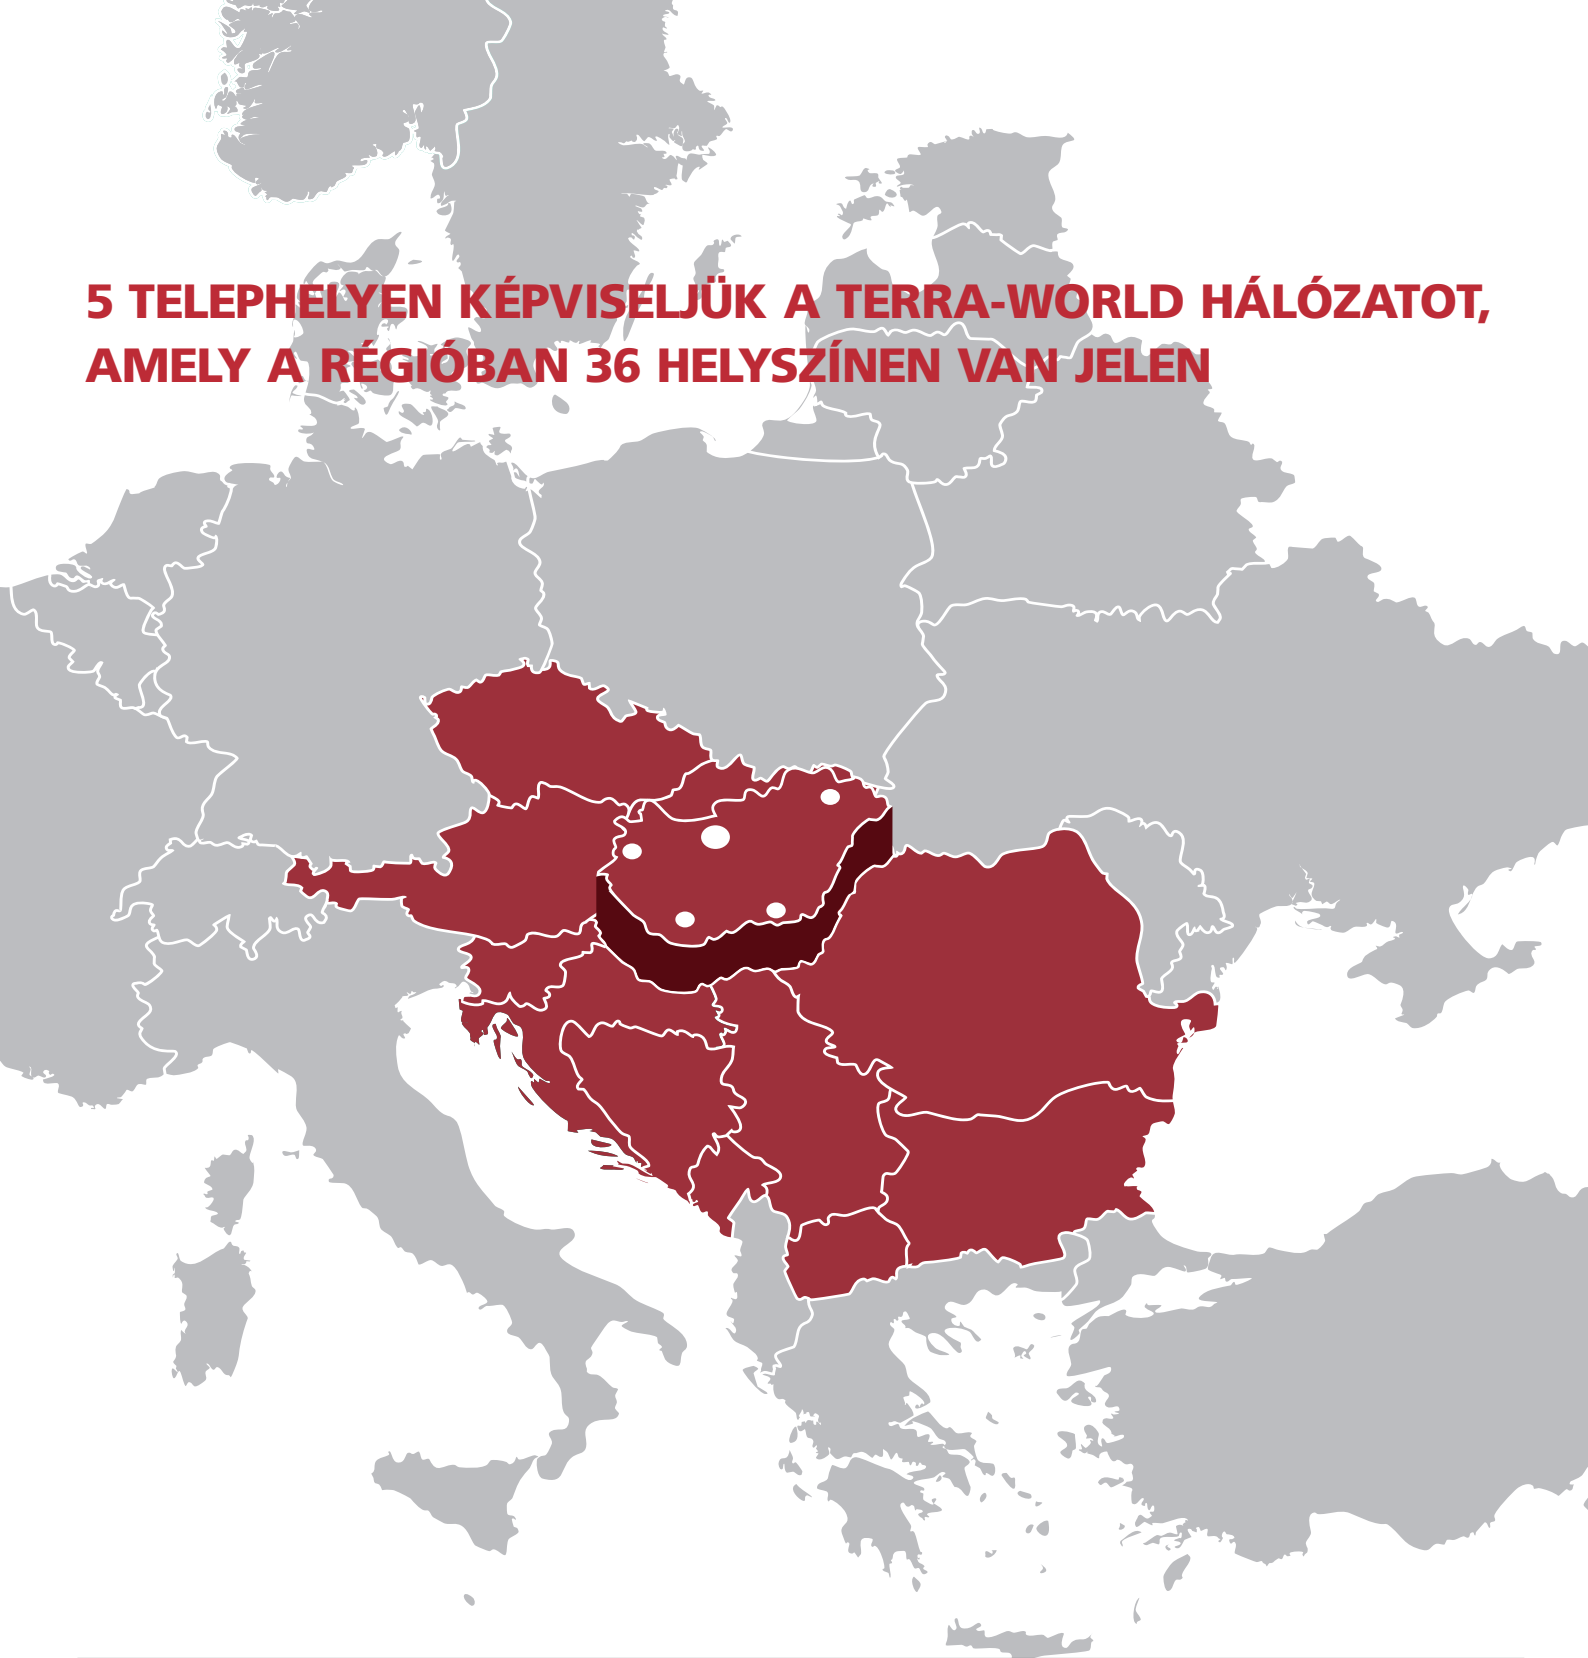 5 TELEPHELYEN KÉPVISELJÜK A TERRA-WORLD HÁLÓZATOT,
AMELY A RÉGIÓBAN 36 HELYSZÍNEN VAN JELEN